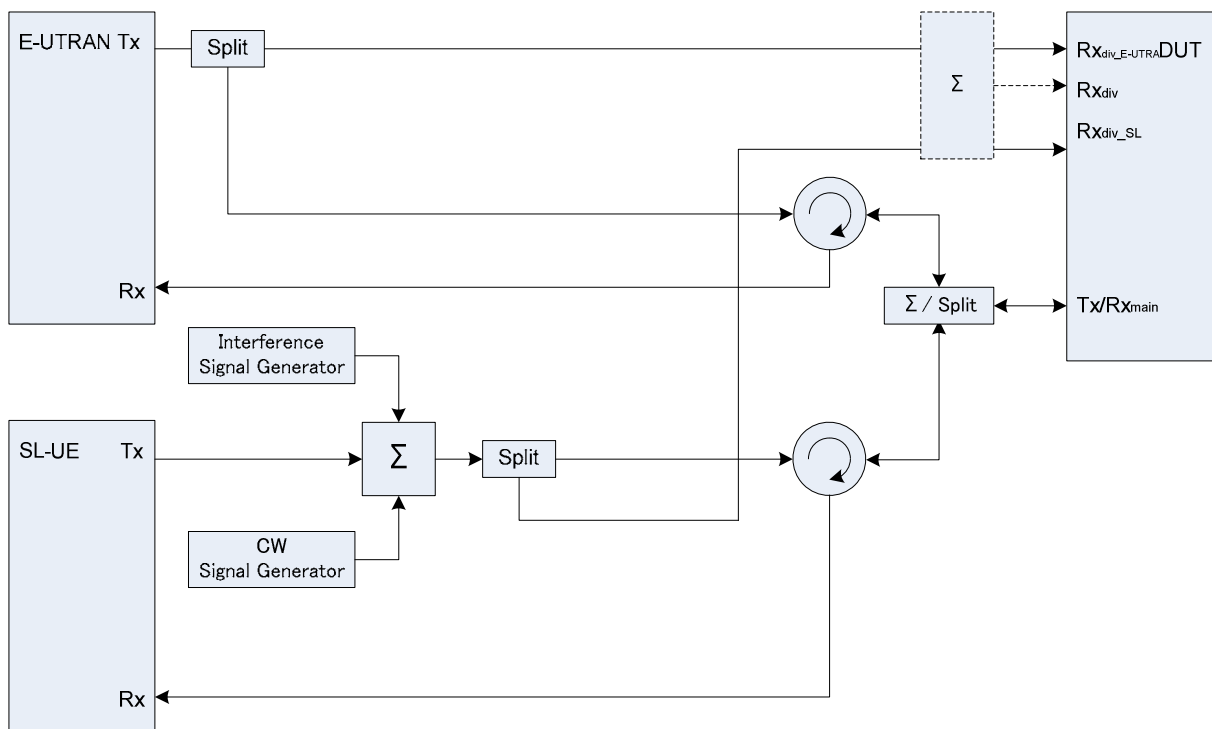 E-UTRAN Tx
Split
Σ
Rxdiv_E-UTRADUT
Rxdiv
Rxdiv_SL
Rx
Σ / Split
Tx/Rxmain
Interference
Signal Generator
SL-UE Tx
Σ
Split
CW
Signal Generator
Rx